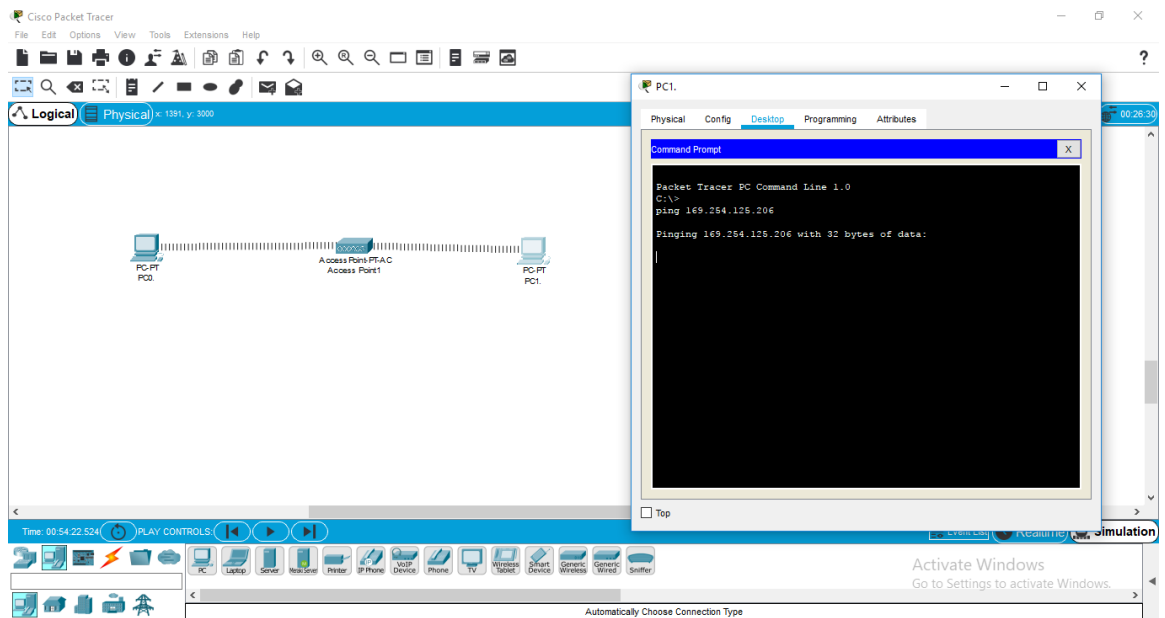 Cisco Packet Tracer
File Edit Options View Tools Extensions Help
?
Logical Physical x: 1391, y: 3000
00:26:30
PC-PT
PC0.
Access Point-PT-AC
Access Point1
PC-PT
PC1.
PC1.
Physical Config Desktop Programming Attributes
Command Prompt X
Packet Tracer PC Command Line 1.0
C:\>
ping 169.254.125.206
Pinging 169.254.125.206 with 32 bytes of data:
Top
Time: 00:54:22.524 PLAY CONTROLS:
Event List Realtime Simulation
PC Laptop Server Meraki Server Printer IP Phone VoIP Device Phone TV Wireless Tablet Smart Device Generic Wireless Generic Wired Sniffer
Activate Windows
Go to Settings to activate Windows.
Automatically Choose Connection Type